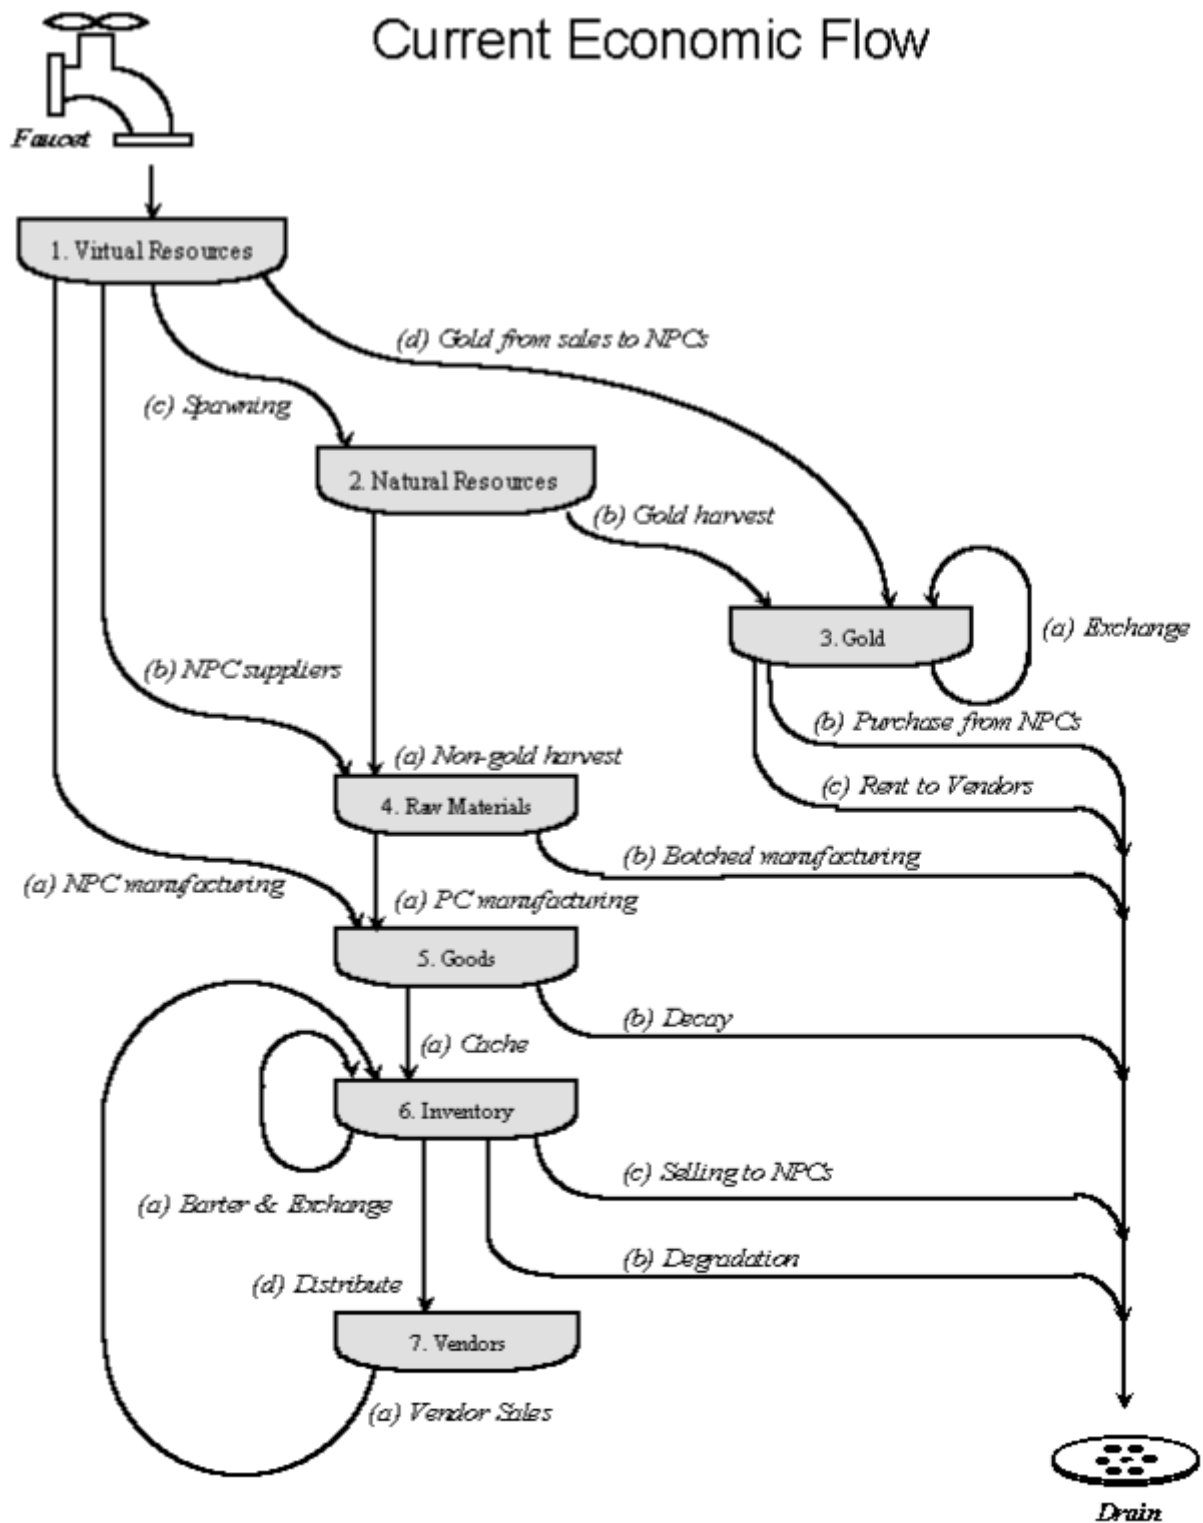 Current Economic Flow
Faucet
1. Virtual Resources
(d) Gold from sales to NPCs
(c) Spawning
2. Natural Resources
(b) Gold harvest
3. Gold
(a) Exchange
(b) NPC suppliers
(b) Purchase from NPCs
(a) Non-gold harvest
(c) Rent to Vendors
4. Raw Materials
(b) Botched manufacturing
(a) NPC manufacturing
(a) PC manufacturing
5. Goods
(b) Decay
(a) Cache
6. Inventory
(c) Selling to NPCs
(a) Barter & Exchange
(b) Degradation
(d) Distribute
7. Vendors
(a) Vendor Sales
Drain